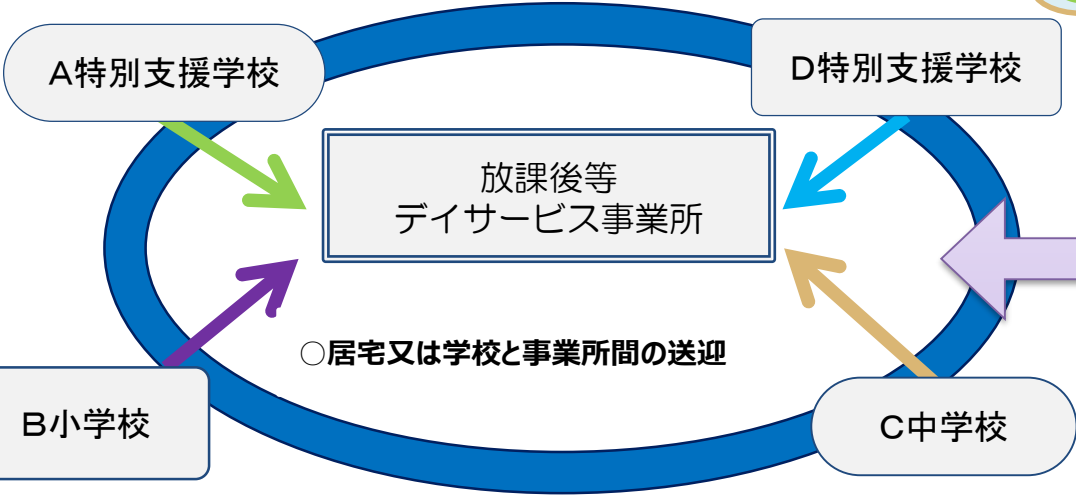 A特別支援学校
D特別支援学校
放課後等
デイサービス事業所
○居宅又は学校と事業所間の送迎
B小学校
C中学校